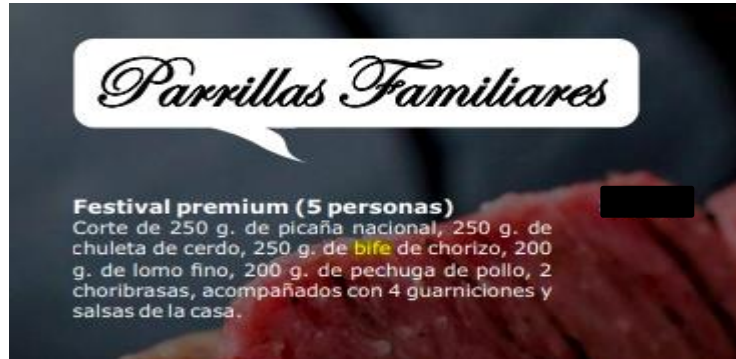 Parrillas Familiares
Festival premium (5 personas)
Corte de 250 g. de picaña nacional, 250 g. de
chuleta de cerdo, 250 g. de bife de chorizo, 200
g. de lomo fino, 200 g. de pechuga de pollo, 2
choribrasas, acompañados con 4 guarniciones y
salsas de la casa.